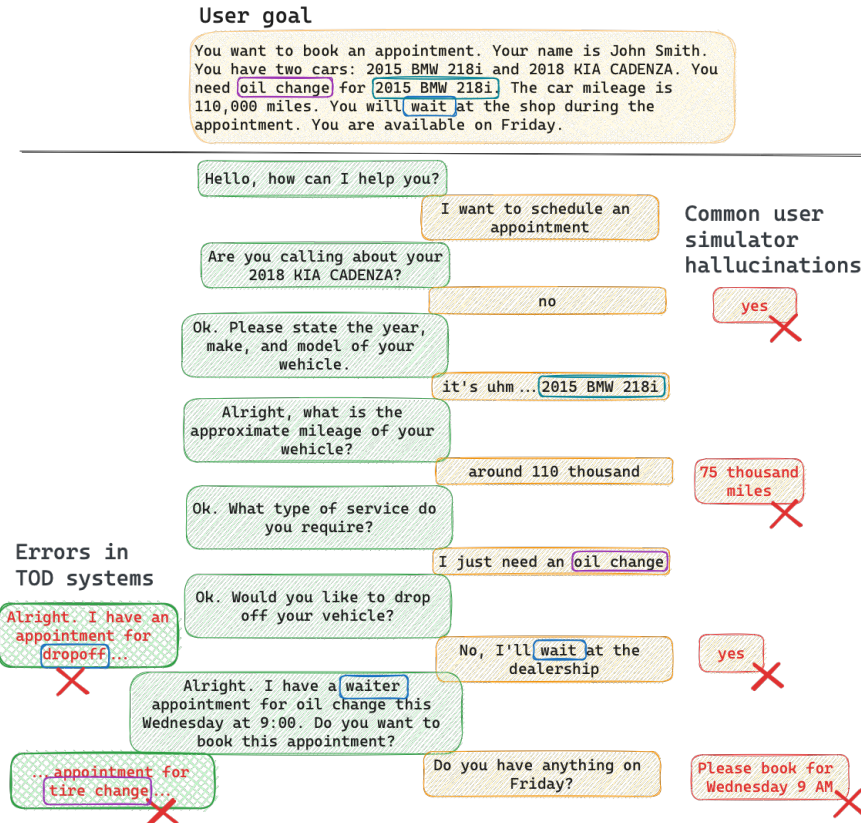 User goal
You want to book an appointment. Your name is John Smith.
You have two cars: 2015 BMW 218i and 2018 KIA CADENZA. You
need oil change for 2015 BMW 218i. The car mileage is
110,000 miles. You will wait at the shop during the
appointment. You are available on Friday.
Hello, how can I help you?
I want to schedule an
appointment
Common user
simulator
hallucinations
Are you calling about your
2018 KIA CADENZA?
no
yes
Ok. Please state the year,
make, and model of your
wehicle.
it's uhm ... 2015 BMW 218i
Alright, what is the
approximate mileage of your
wehicle?
around 110 thousand
75 thousand
miles
Ok. What type of service do
you require?
I just need an oil change
Errors in
TOD systems
Ok. Would you like to drop
off your vehicle?
Alright. I have an
appointment for
dropoff ...
No, I'll wait at the
dealership
yes
Alright. I have a waiter
appointment for oil change this
Wednesday at 9:00. Do you want to
book this appointment?
... appointment for
tire change ...
Do you have anything on
Friday?
Please book for
Wednesday 9 AM